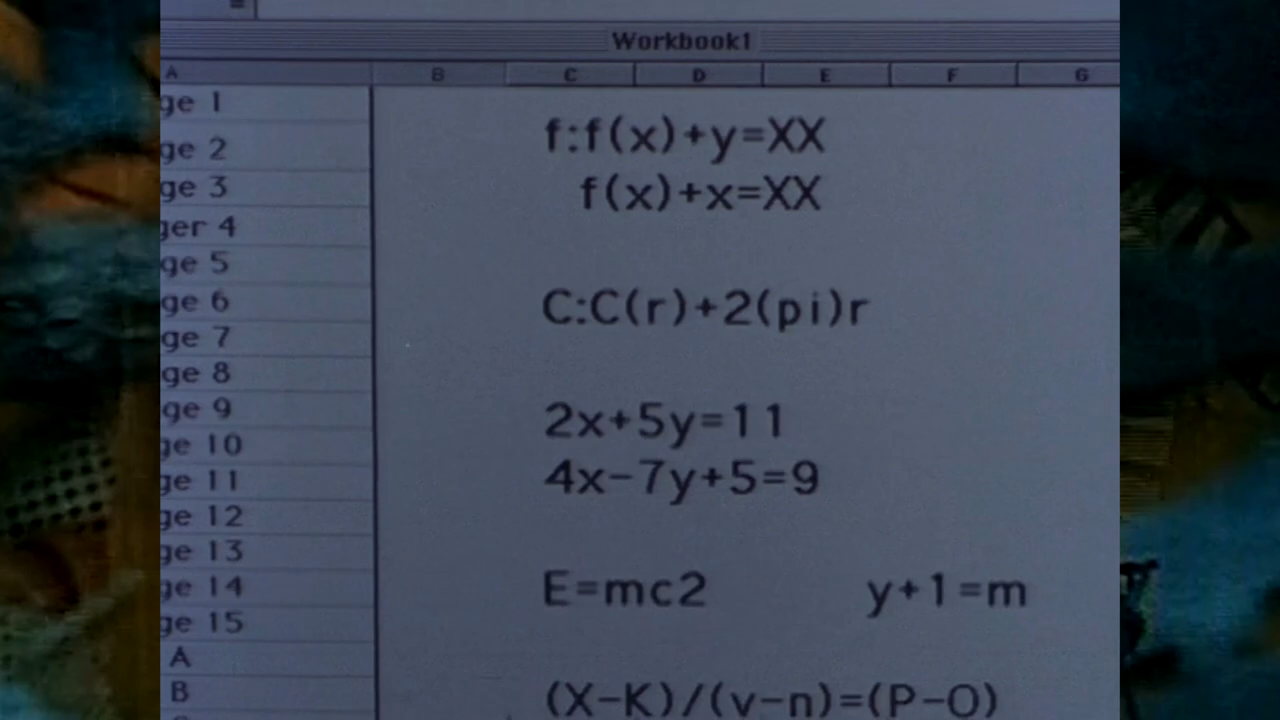 =
Workbook1
A B C D E F G
ge 1
f:f(x)+y=XX
ge 2
ge 3
f(x)+x=XX
ger 4
ge 5
ge 6
C:C(r)+2(pi)r
ge 7
ge 8
ge 9
2x+5y=11
ge 10
ge 11
4x-7y+5=9
ge 12
ge 13
ge 14
E=mc2 y+1=m
ge 15
A
B
(X-K)/(v-n)=(P-O)